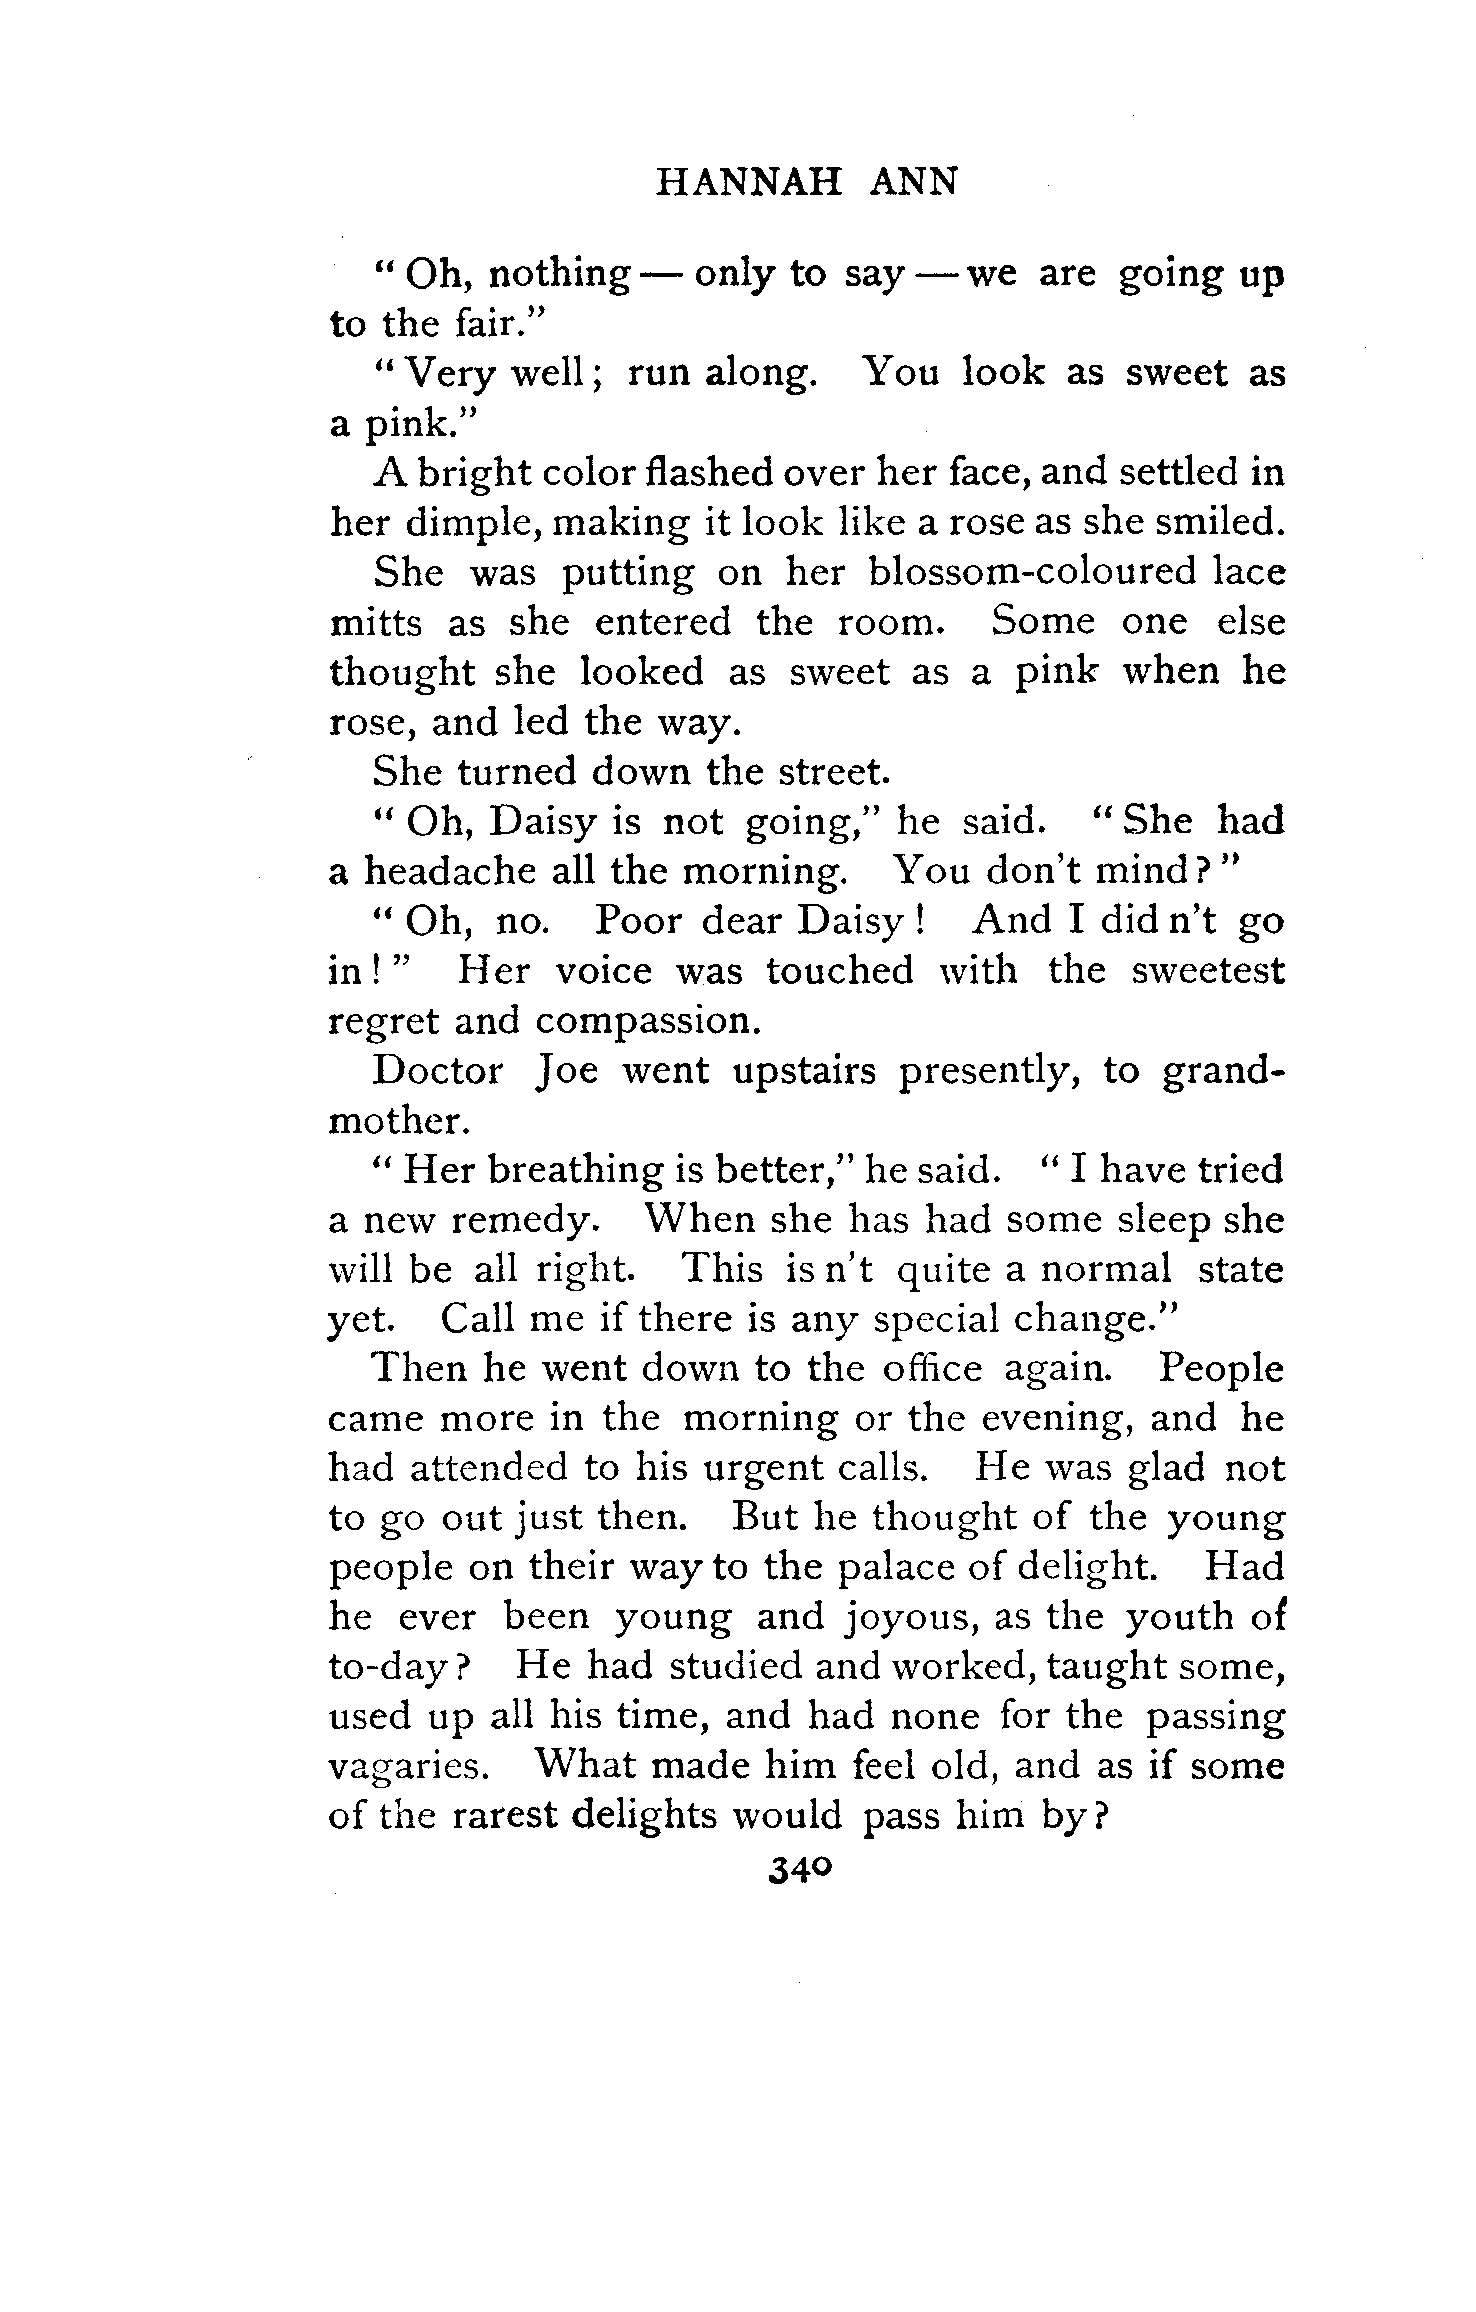 HANNAH ANN
“ Oh, nothing — only to say — we are going up
to the fair.”
“ Very well ; run along. You look as sweet as
a pink.”
A bright color flashed over her face, and settled in
her dimple, making it look like a rose as she smiled.
She was putting on her blossom-coloured lace
mitts as she entered the room. Some one else
thought she looked as sweet as a pink when he
rose, and led the way.
She turned down the street.
“ Oh, Daisy is not going,” he said. “ She had
a headache all the morning. You don't mind ? ”
“ Oh, no. Poor dear Daisy ! And I did n't go
in ! ” Her voice was touched with the sweetest
regret and compassion.
Doctor Joe went upstairs presently, to grand-
mother.
“ Her breathing is better,” he said. “ I have tried
a new remedy. When she has had some sleep she
will be all right. This is n't quite a normal state
yet. Call me if there is any special change.”
Then he went down to the office again. People
came more in the morning or the evening, and he
had attended to his urgent calls. He was glad not
to go out just then. But he thought of the young
people on their way to the palace of delight. Had
he ever been young and joyous, as the youth of
to-day ? He had studied and worked, taught some,
used up all his time, and had none for the passing
vagaries. What made him feel old, and as if some
of the rarest delights would pass him by ?
340